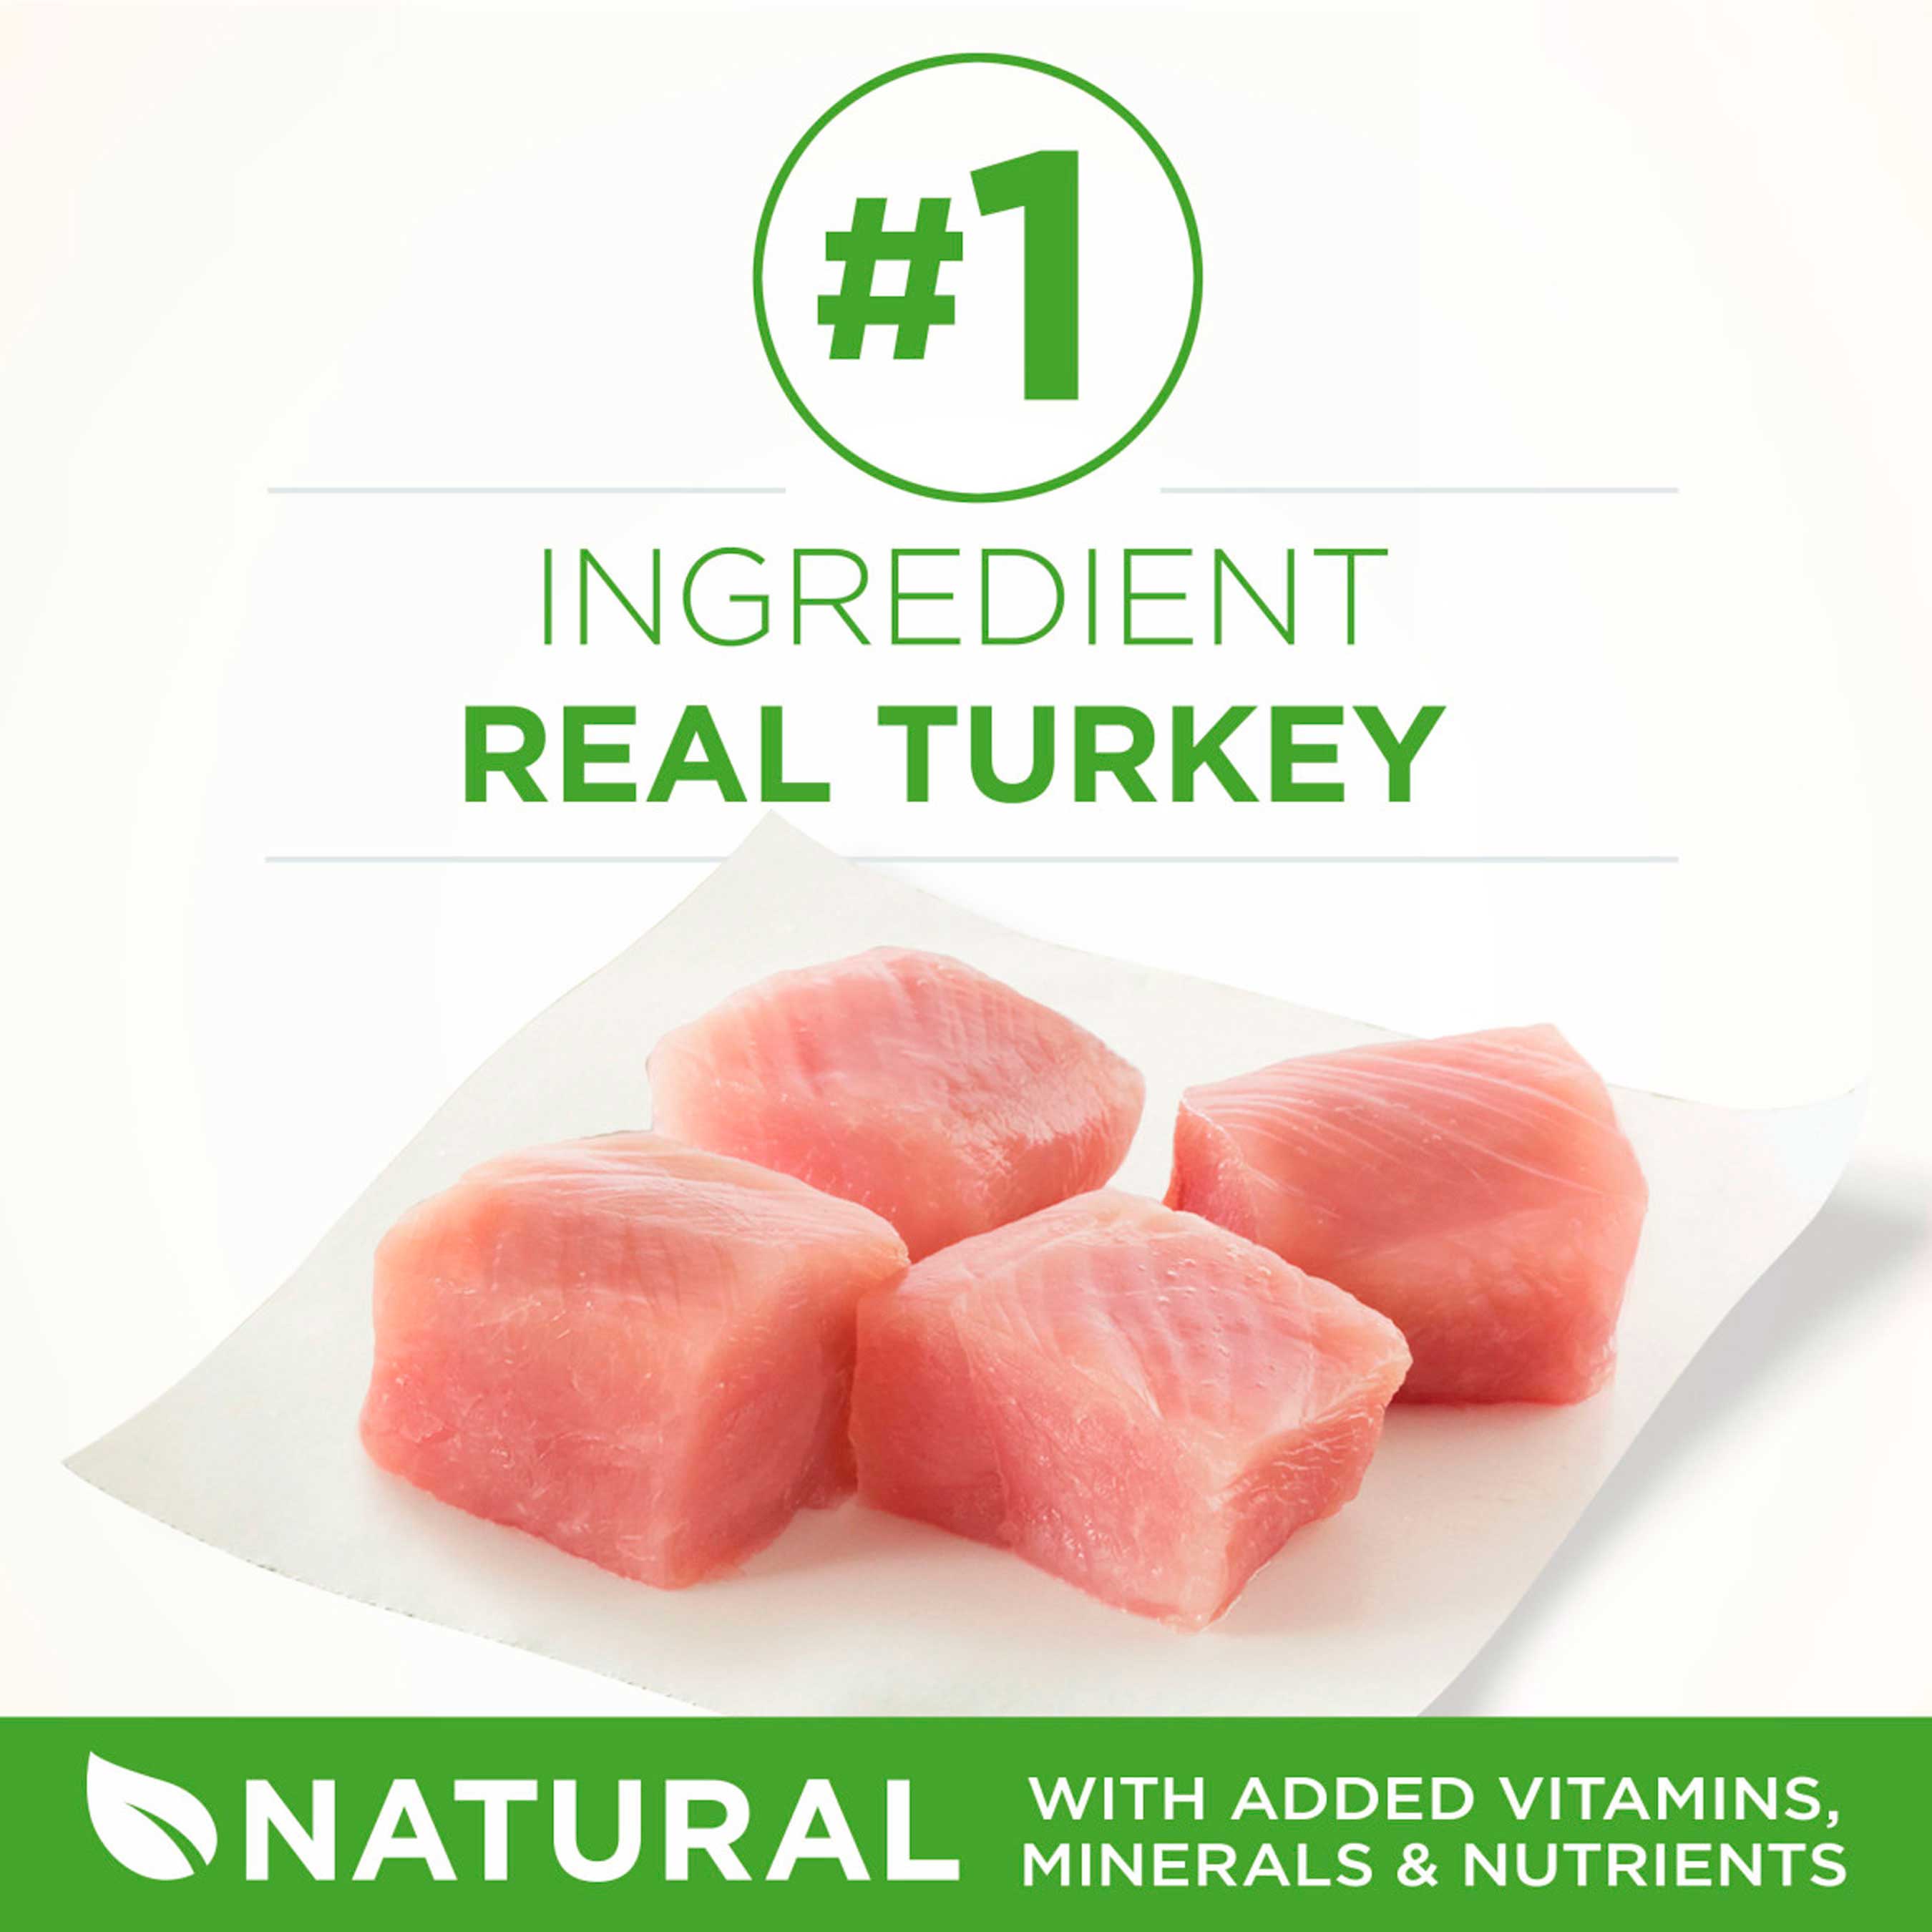 #1
INGREDIENT
REAL TURKEY
NATURAL
WITH ADDED VITAMINS,
MINERALS & NUTRIENTS